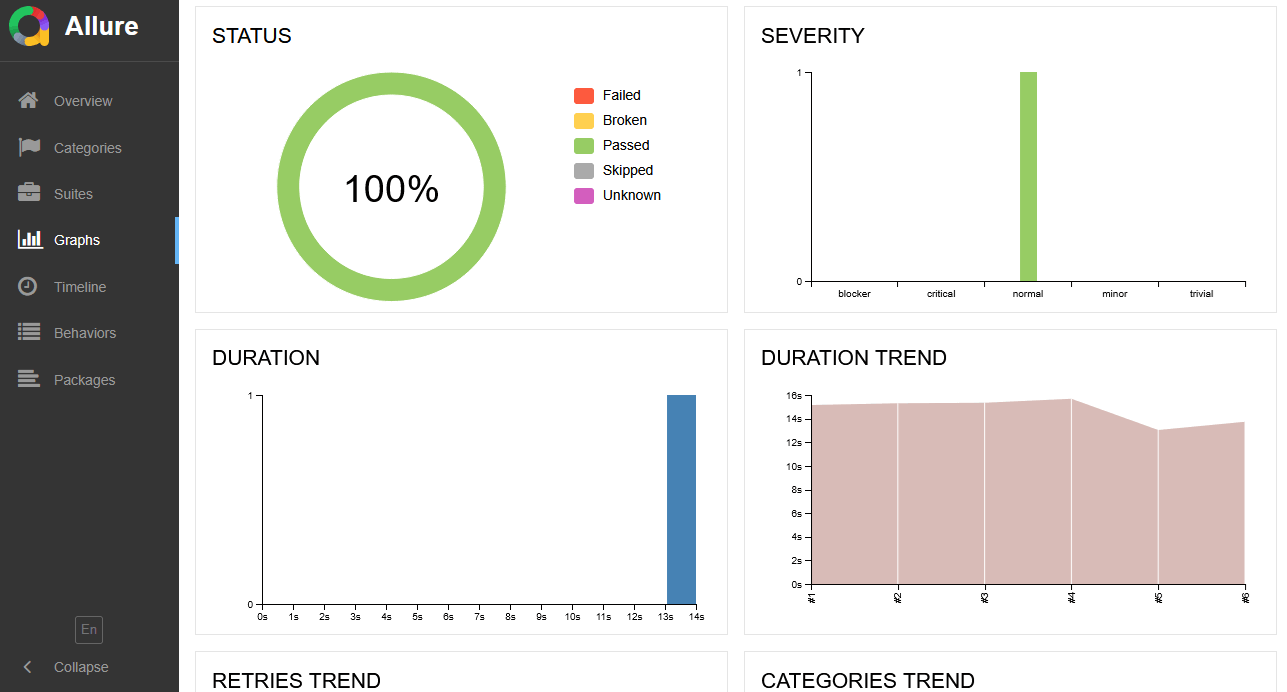 Allure
Overview
Categories
Suites
Graphs
Timeline
Behaviors
Packages
En
Collapse
STATUS
100%
Failed
Broken
Passed
Skipped
Unknown
SEVERITY
1
0
blocker critical normal minor trivial
DURATION
1
0
0s 1s 2s 3s 4s 5s 6s 7s 8s 9s 10s 11s 12s 13s 14s
DURATION TREND
16s
14s
12s
10s
8s
6s
4s
2s
0s
#1 #2 #3 #4 #5 #6
RETRIES TREND
CATEGORIES TREND